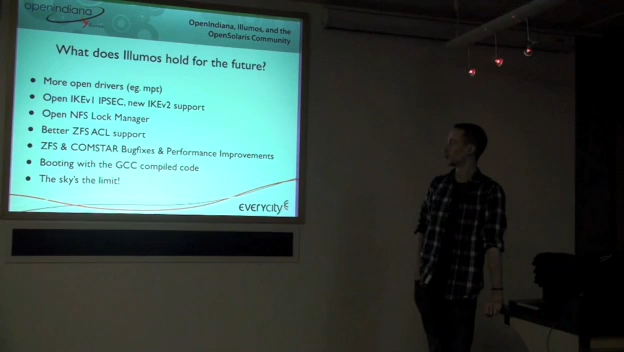 openindiana
OpenIndiana, Illumos, and the
OpenSolaris Community
What does Illumos hold for the future?
More open drivers (eg. mpt)
Open IKEv1 IPSEC, new IKEv2 support
Open NFS Lock Manager
Better ZFS ACL support
ZFS & COMSTAR Bugfixes & Performance Improvements
Booting with the GCC compiled code
The sky's the limit!
everycity